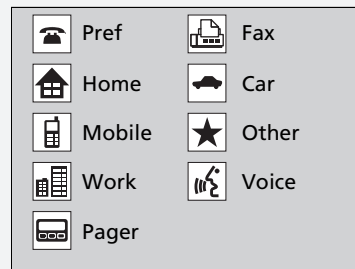 Pref Fax
Home Car
Mobile Other
Work Voice
Pager